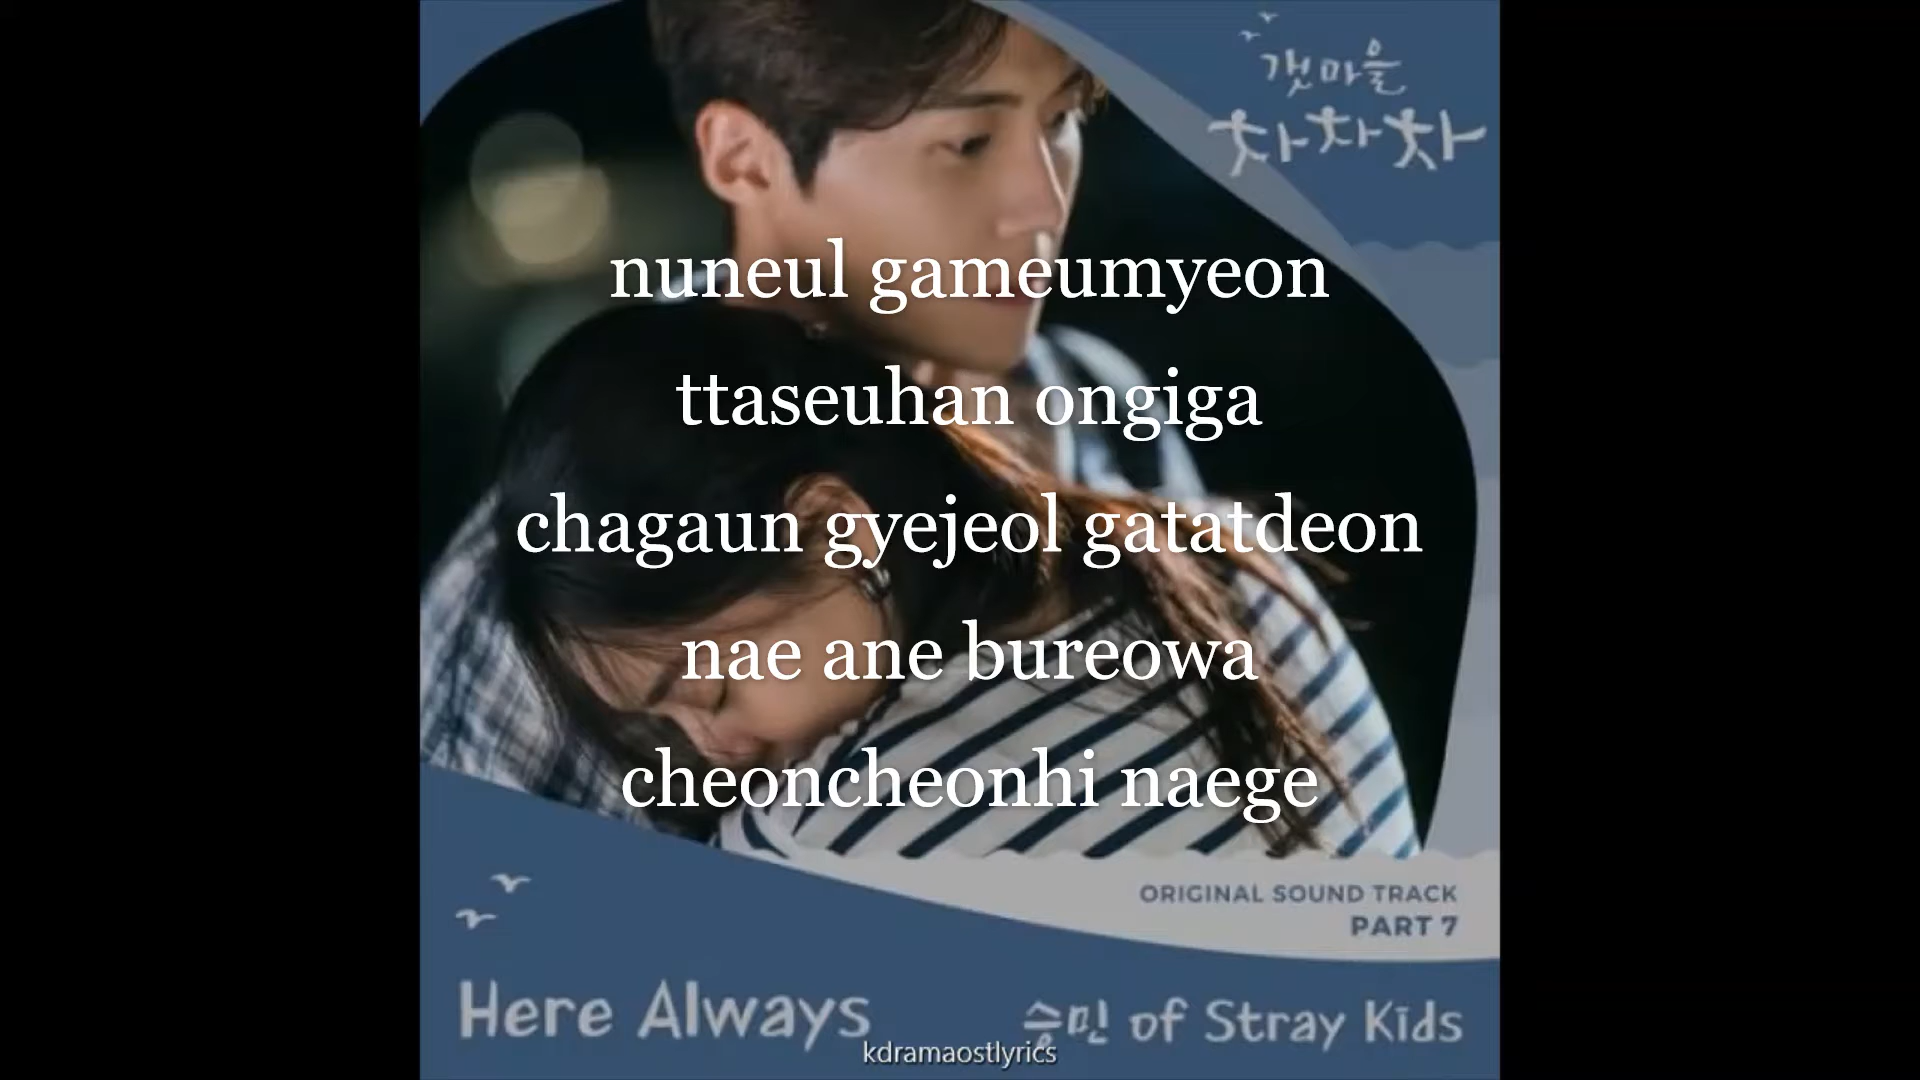 갯마을
차차차
nuneul gameumyeon
ttaseuhan ongiga
chagaun gyejeol gatatdeon
nae ane bureowa
cheoncheonhi naege
ORIGINAL SOUND TRACK
PART 7
Here Always
승민 of Stray Kids
kdramaostlyrics